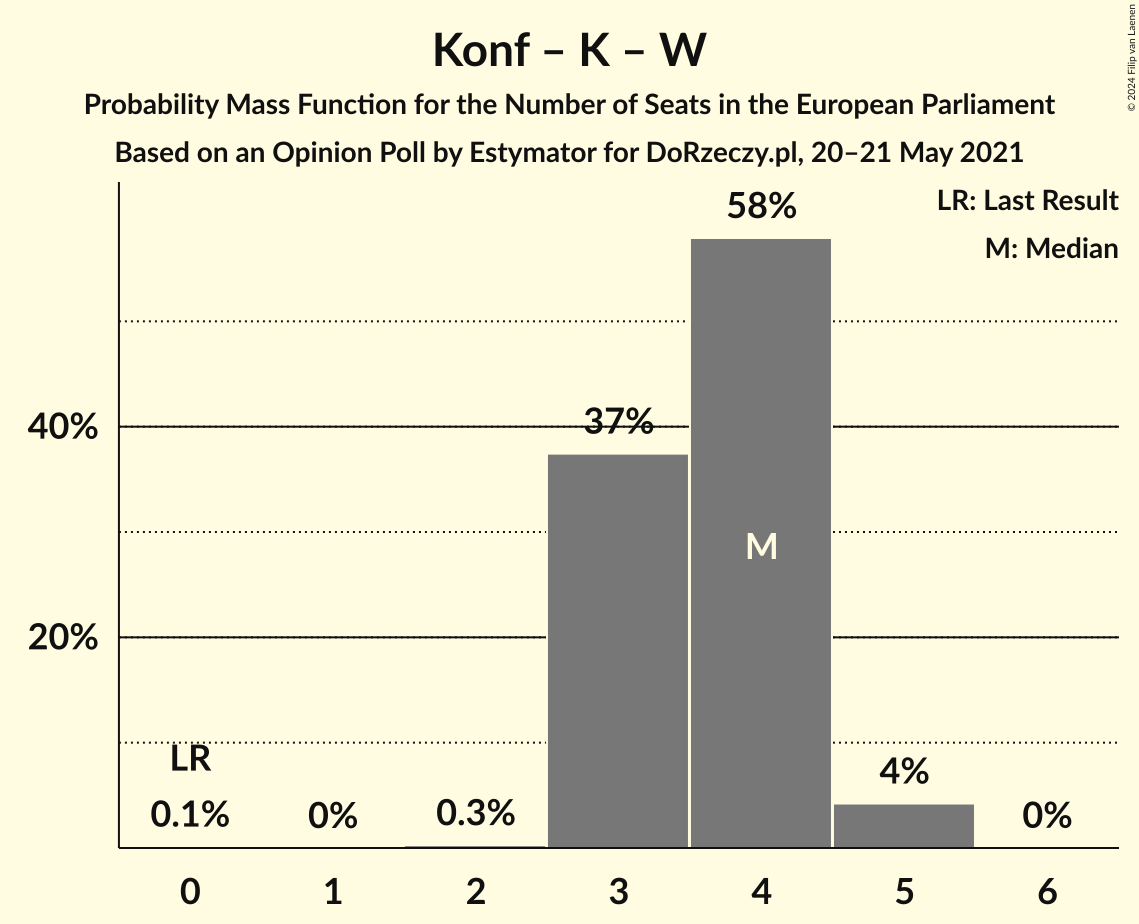 Konf – K – W
Probability Mass Function for the Number of Seats in the European Parliament
Based on an Opinion Poll by Estymator for DoRzeczy.pl, 20–21 May 2021
© 2024 Filip van Laenen
LR: Last Result
M: Median
58%
40%
37%
M
20%
LR
0.1%
0%
0.3%
4%
0%
0
1
2
3
4
5
6